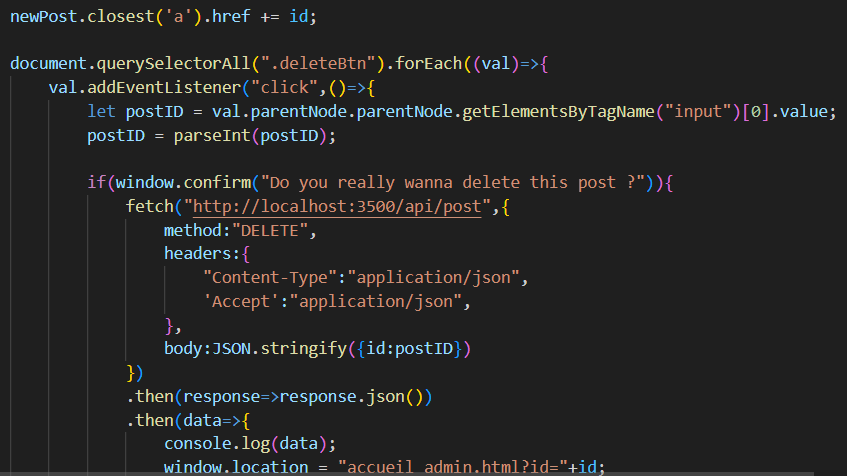 newPost.closest('a').href += id;
document.querySelectorAll(".deleteBtn").forEach((val)=>{
val.addEventListener("click",()=>{
let postID = val.parentNode.parentNode.getElementsByTagName("input")[0].value;
postID = parseInt(postID);
if(window.confirm("Do you really wanna delete this post ?")){
fetch("http://localhost:3500/api/post",{
method:"DELETE",
headers:{
"Content-Type":"application/json",
'Accept':"application/json",
},
body:JSON.stringify({id:postID})
})
.then(response=>response.json())
.then(data=>{
console.log(data);
window.location = "accueil_admin.html?id="+id;